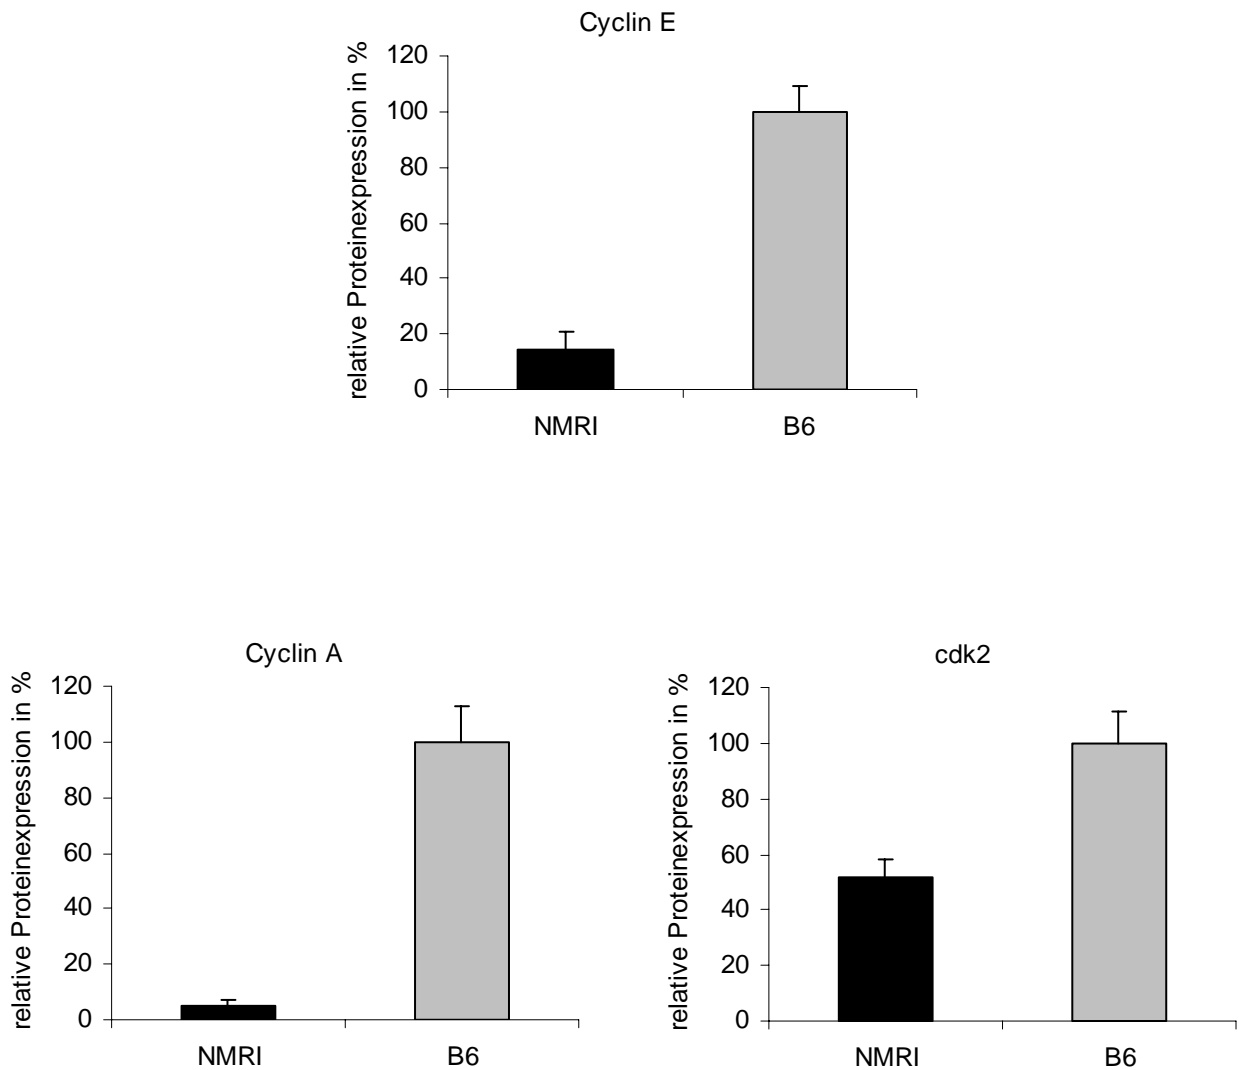 Cyclin E
relative Proteinexpression in %
120
100
80
60
40
20
0
NMRI B6
Cyclin A
relative Proteinexpression in %
120
100
80
60
40
20
0
NMRI B6
cdk2
relative Proteinexpression in %
120
100
80
60
40
20
0
NMRI B6